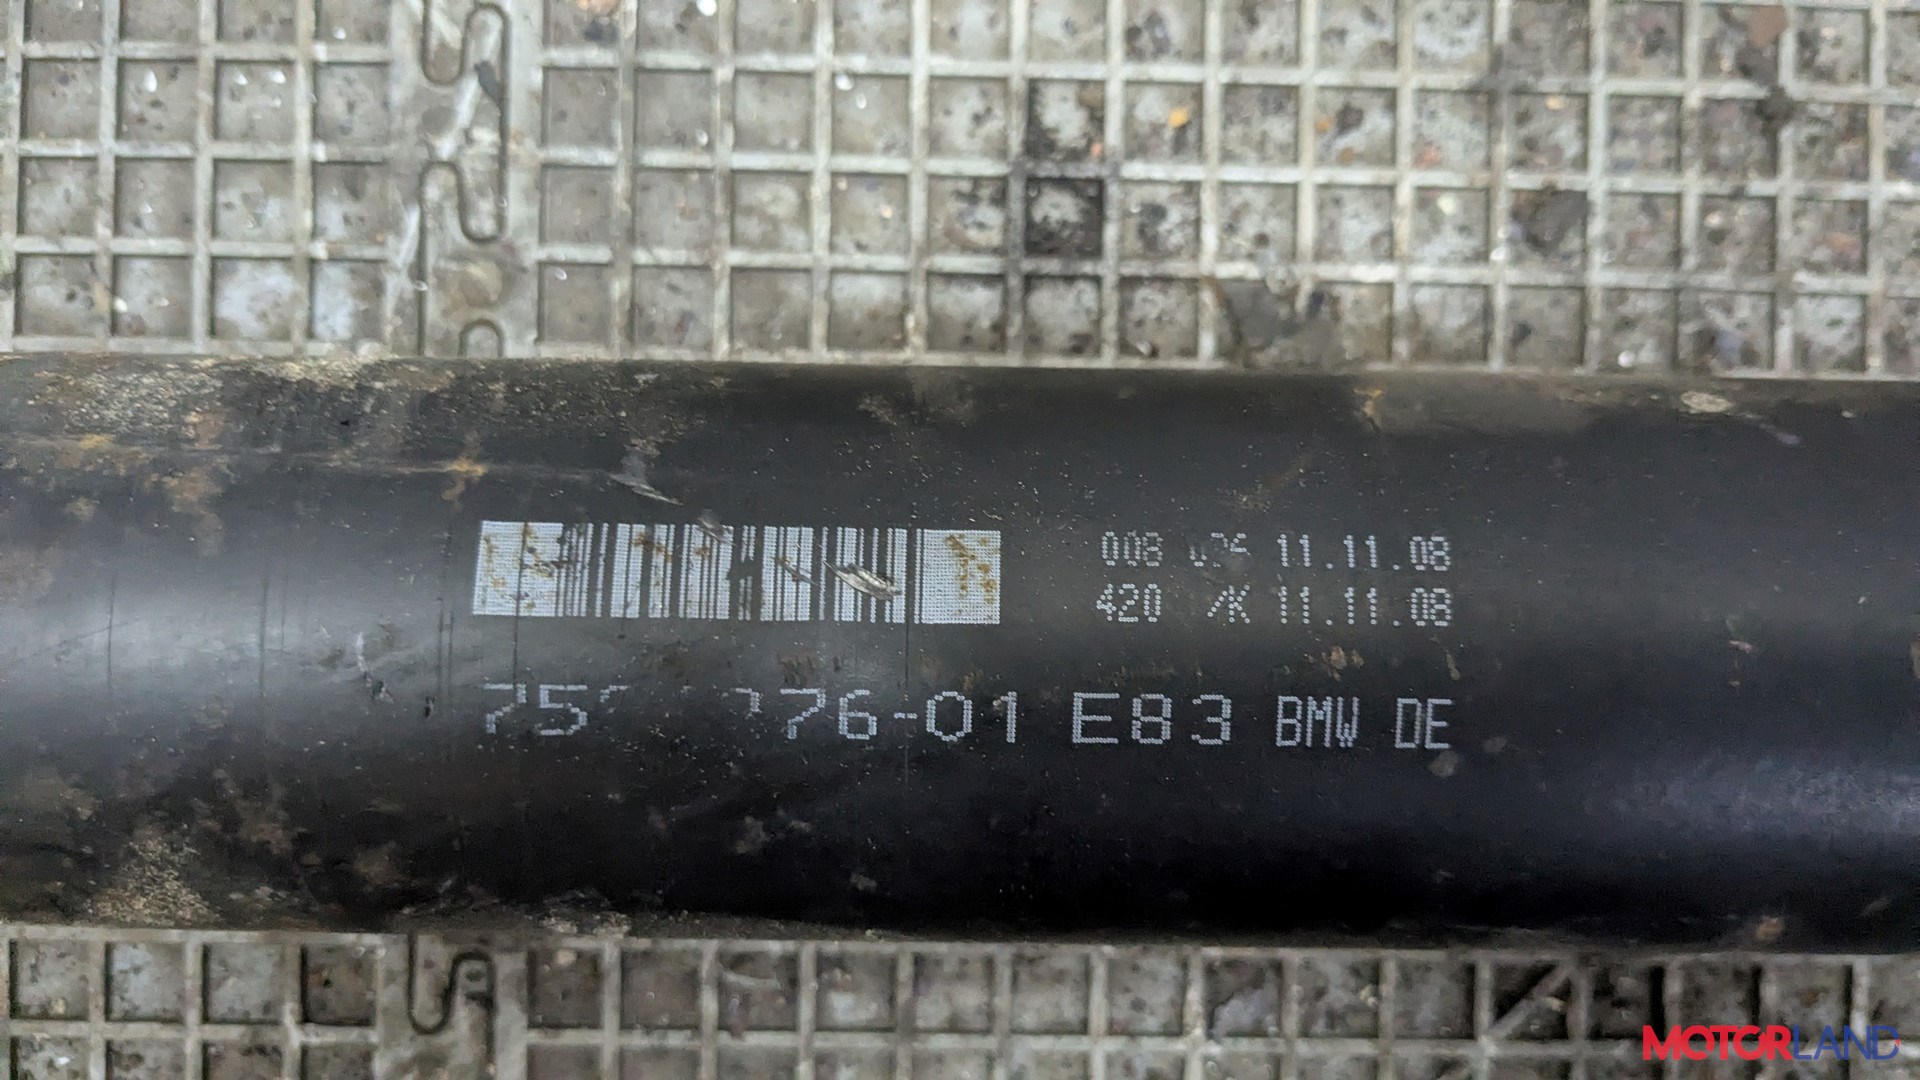 008 11.11.08
420 /K 11.11.08
E83 BMW DE
MOTORLAND